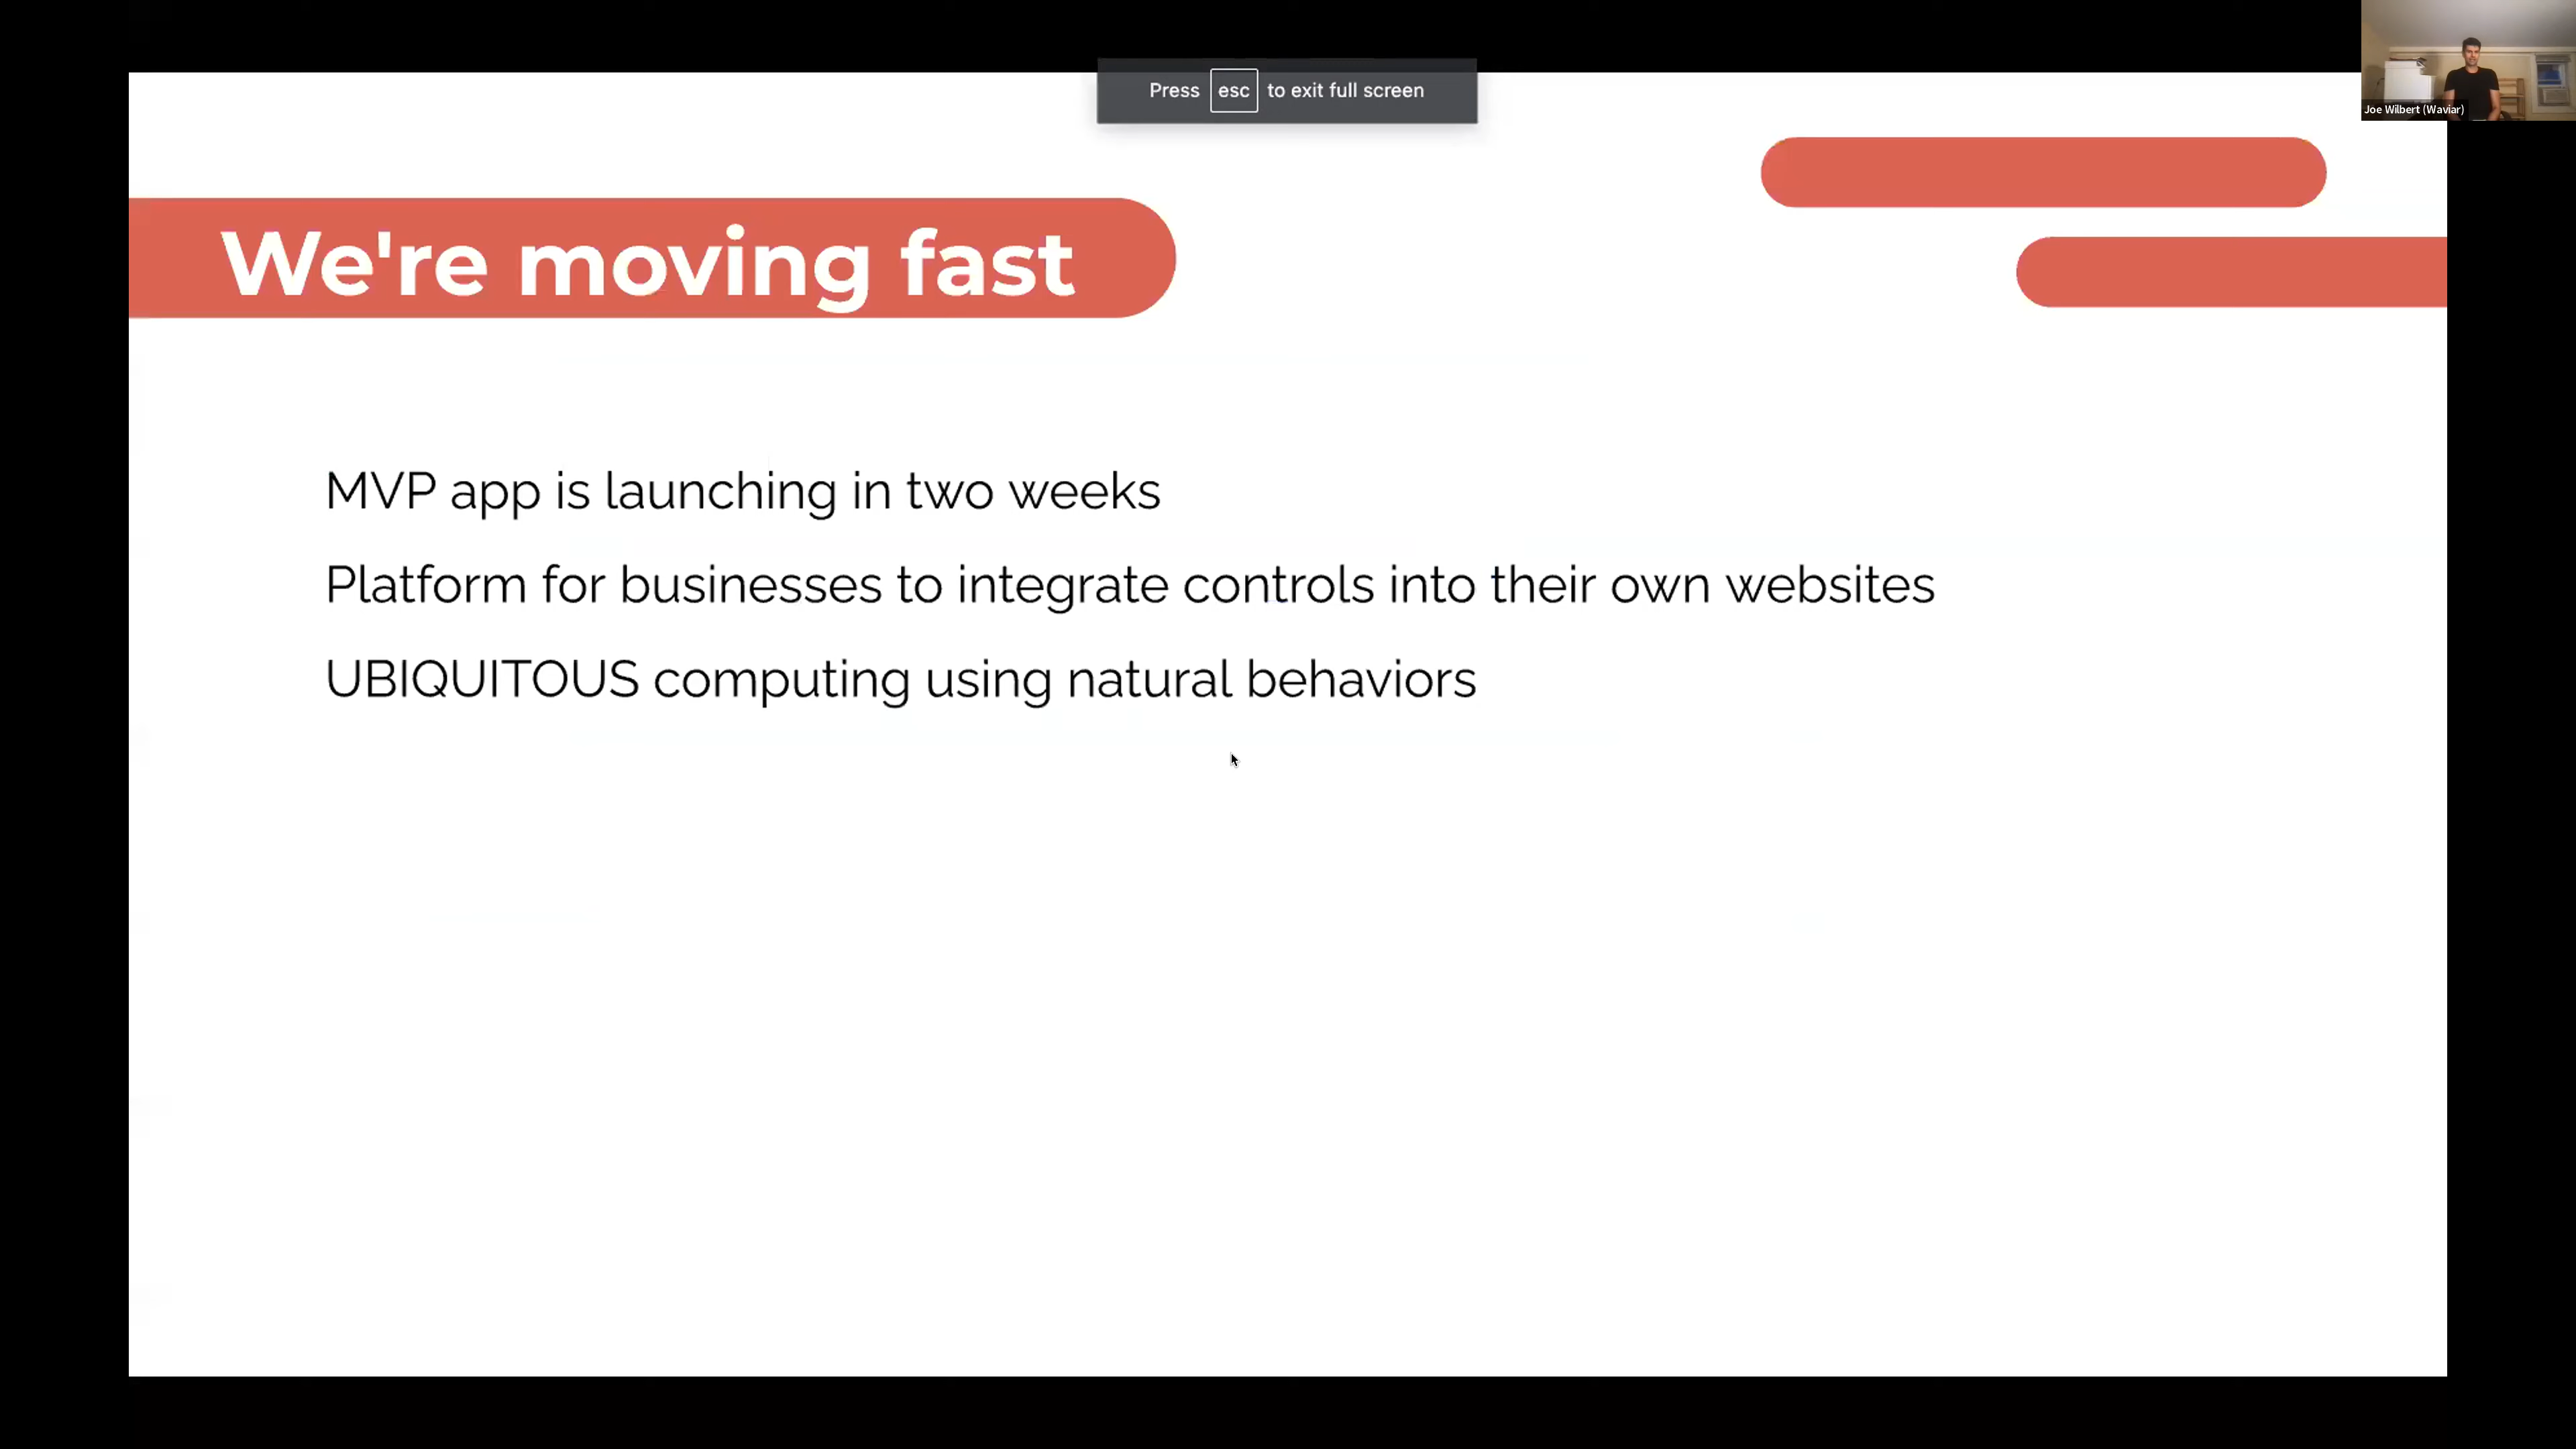 Press esc to exit full screen
Joe Wilbert (Waviar)
We're moving fast
MVP app is launching in two weeks
Platform for businesses to integrate controls into their own websites
UBIQUITOUS computing using natural behaviors